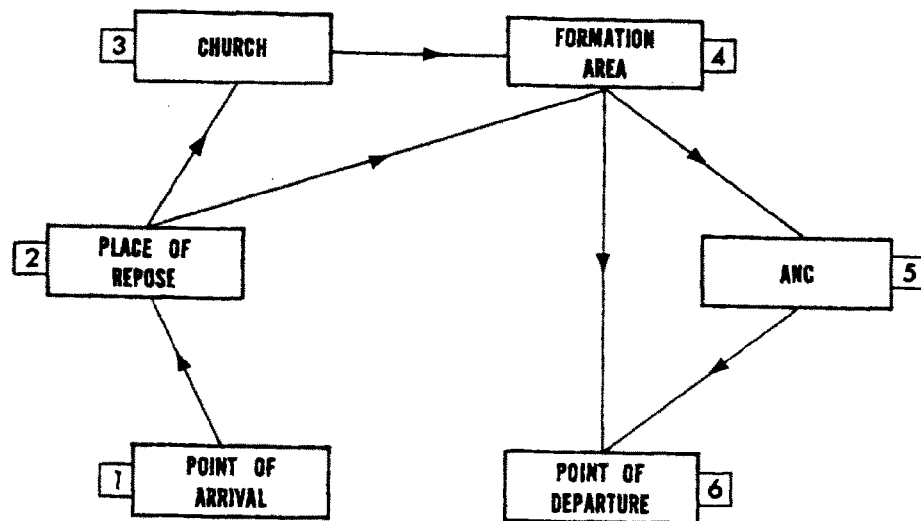 3
CHURCH
FORMATION
AREA
4
2
PLACE OF
REPOSE
ANC
5
1
POINT OF
ARRIVAL
POINT OF
DEPARTURE
6